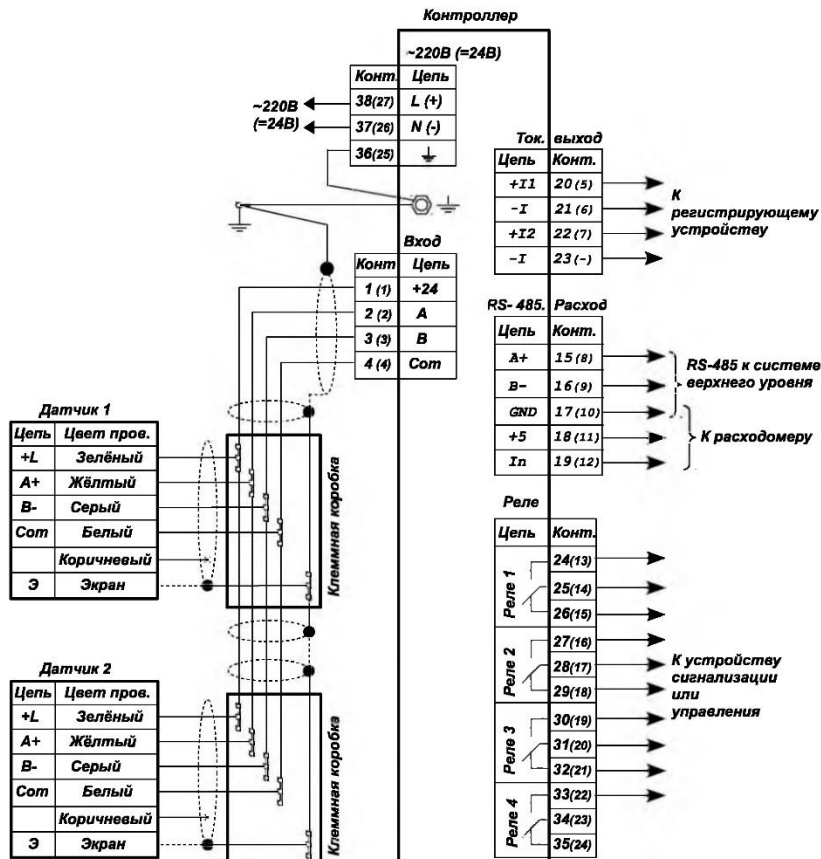 Контроллер
~220В (=24В)
Конт. Цепь
38(27) L (+)
37(26) N (-)
36(25)
~220В
(=24В)
Вход
Конт Цепь
1 (1) +24
2 (2) A
3 (3) B
4 (4) Com
Датчик 1
Цепь Цвет пров.
+L Зелёный
A+ Жёлтый
B- Серый
Com Белый
Коричневый
Э Экран
Клеммная коробка
Датчик 2
Цепь Цвет пров.
+L Зелёный
A+ Жёлтый
B- Серый
Com Белый
Коричневый
Э Экран
Клеммная коробка
Ток. выход
Цепь Конт.
+I1 20(5)
-I 21(6)
+I2 22(7)
-I 23(-)
К
регистрирующему
устройству
RS-485. Расход
Цепь Конт.
A+ 15(8)
B- 16(9)
GND 17(10)
+5 18(11)
In 19(12)
RS-485 к системе
верхнего уровня
К расходомеру
Реле
Цепь Конт.
Реле 1
24(13)
25(14)
26(15)
Реле 2
27(16)
28(17)
29(18)
Реле 3
30(19)
31(20)
32(21)
Реле 4
33(22)
34(23)
35(24)
К устройству
сигнализации
или
управления